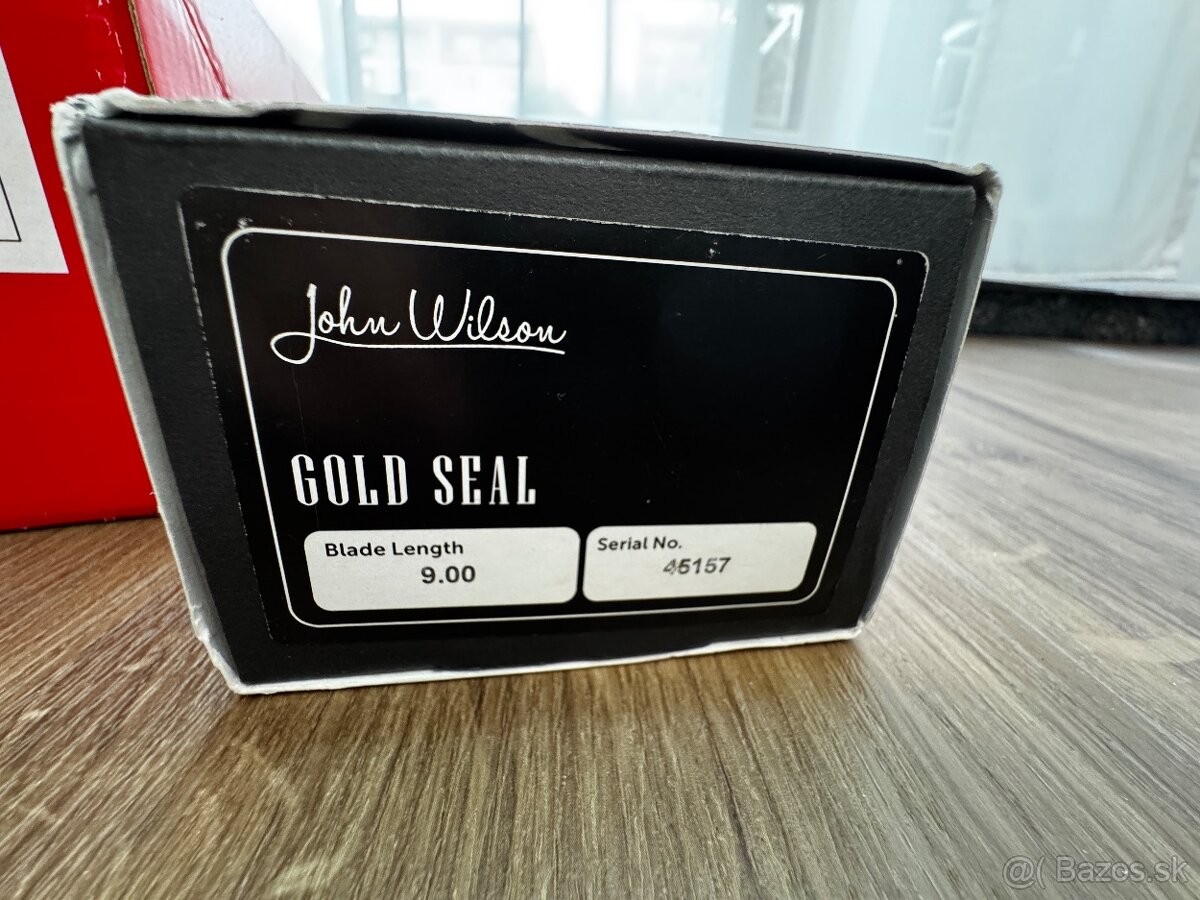 John Wilson
GOLD SEAL
Blade Length
9.00
Serial No.
45157
@( Bazos.sk